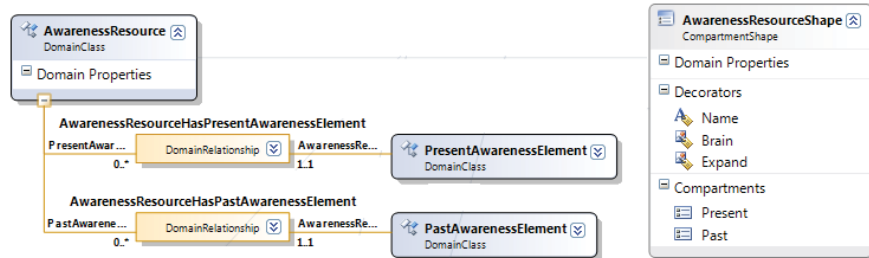 AwarenessResource
DomainClass
Domain Properties
AwarenessResourceHasPresentAwarenessElement
PresentAwar...
DomainRelationship
AwarenessRe...
0..*
1..1
PresentAwarenessElement
DomainClass
AwarenessResourceHasPastAwarenessElement
PastAwarene...
DomainRelationship
AwarenessRe...
0..*
1..1
PastAwarenessElement
DomainClass
AwarenessResourceShape
CompartmentShape
Domain Properties
Decorators
Name
Brain
Expand
Compartments
Present
Past